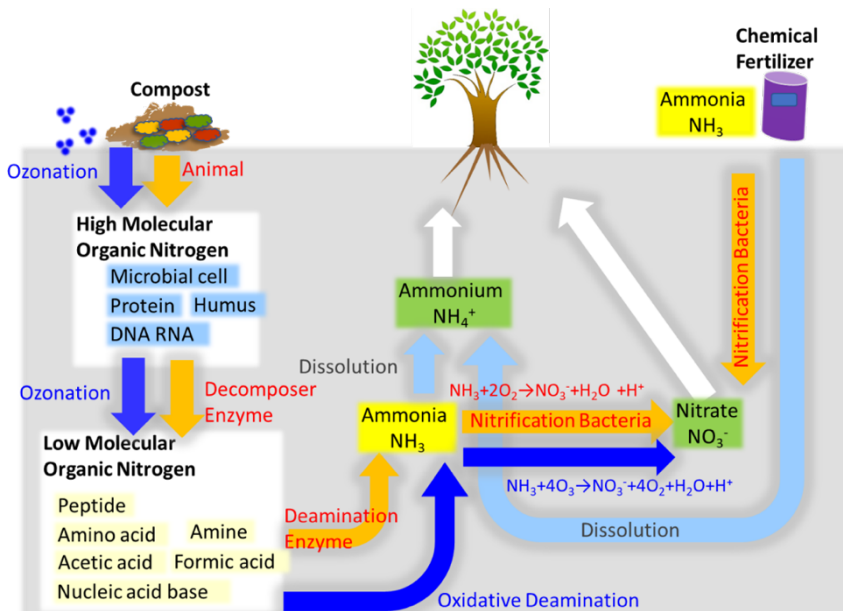 Compost
Ozonation
Animal
High Molecular
Organic Nitrogen
Microbial cell
Protein
Humus
DNA RNA
Ozonation
Decomposer
Enzyme
Low Molecular
Organic Nitrogen
Peptide
Amino acid
Amine
Acetic acid
Formic acid
Nucleic acid base
Deamination
Enzyme
Oxidative Deamination
Ammonia
NH₃
Dissolution
Ammonium
NH₄⁺
NH₃+2O₂→NO₃⁻+H₂O +H⁺
Nitrification Bacteria
NH₃+4O₃→NO₃⁻+4O₂+H₂O+H⁺
Nitrate
NO₃⁻
Dissolution
Nitrification Bacteria
Chemical
Fertilizer
Ammonia
NH₃